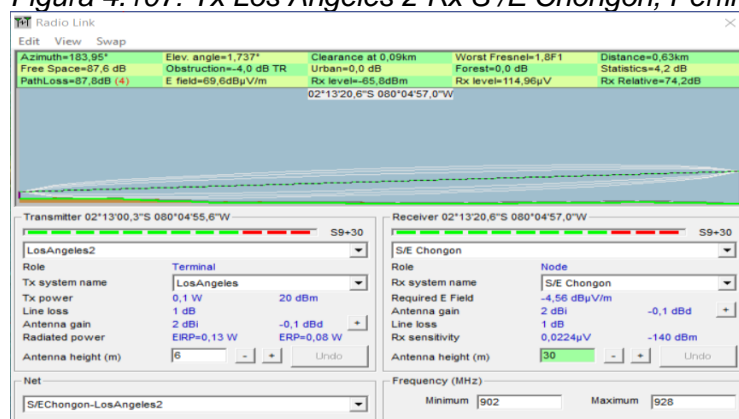 Figura 4.107: Tx Los Angeles 2 Rx S/E Chongon,
Radio Link
Edit View Swap
Azimuth=183,95° Elev. angle=1,737° Clearance at 0,09km Worst Fresnel=1,8F1 Distance=0,63km
Free Space=87,6 dB Obstruction=-4,0 dB TR Urban=0,0 dB Forest=0,0 dB Statistics=4,2 dB
PathLoss=87,8dB (4) E field=69,6dBµV/m Rx level=-65,8dBm Rx level=114,96µV Rx Relative=74,2dB
02°13'20,6"S 080°04'57,0"W
Transmitter 02°13'00,3"S 080°04'55,6"W
S9+30
LosAngeles2
Role Terminal
Tx system name LosAngeles
Tx power 0,1 W 20 dBm
Line loss 1 dB
Antenna gain 2 dBi -0,1 dBd +
Radiated power EIRP=0,13 W ERP=0,08 W
Antenna height (m) 6 - + Undo
Net
S/EChongon-LosAngeles2
Receiver 02°13'20,6"S 080°04'57,0"W
S9+30
S/E Chongon
Role Node
Rx system name S/E Chongon
Required E Field -4,56 dBµV/m
Antenna gain 2 dBi -0,1 dBd +
Line loss 1 dB
Rx sensitivity 0,0224µV -140 dBm
Antenna height (m) 30 - + Undo
Frequency (MHz)
Minimum 902 Maximum 928